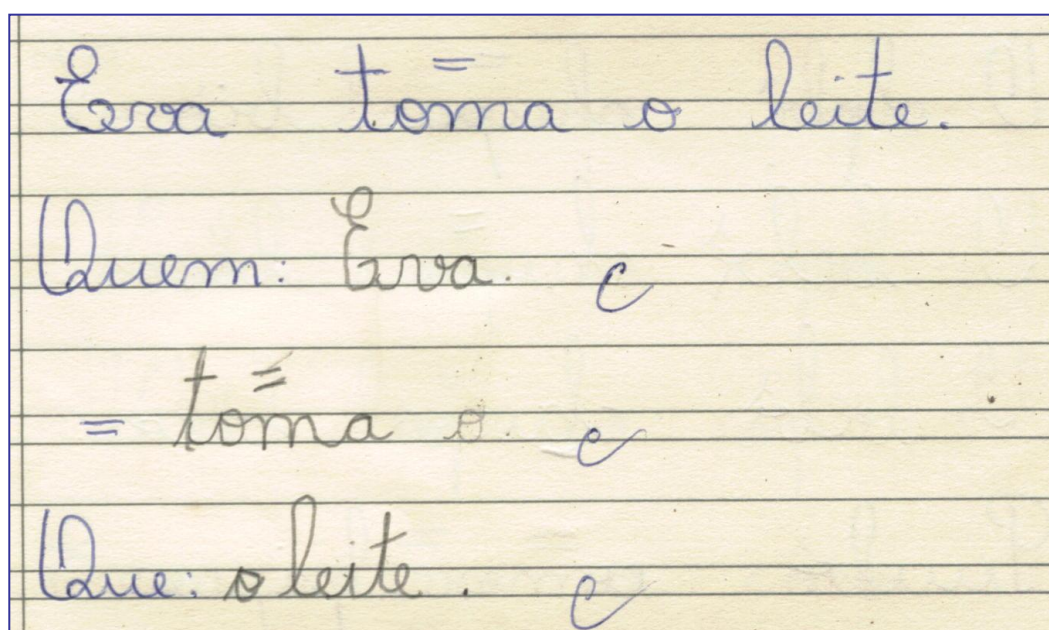 Eva toma o leite.
Quem: Eva. c
= toma o. c
Que: o leite. c